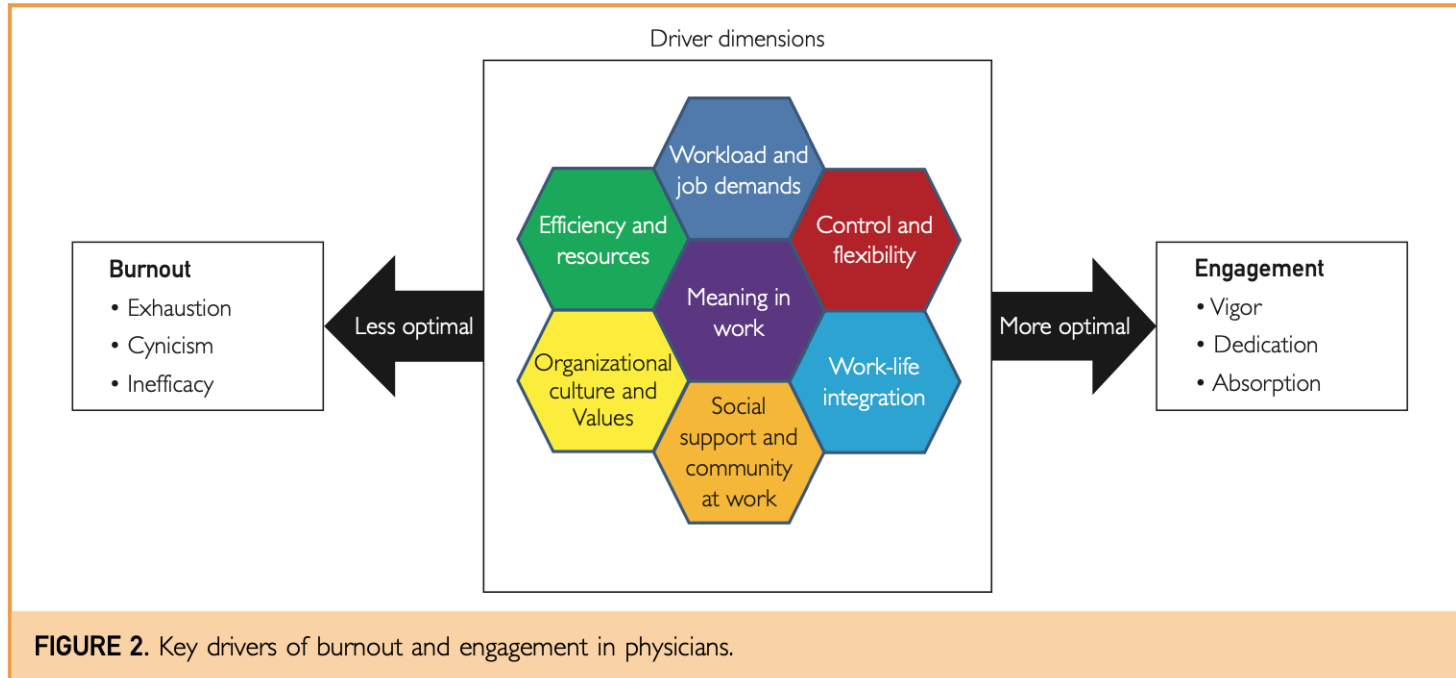 Driver dimensions
Workload and
job demands
Efficiency and
resources
Control and
flexibility
Meaning in
work
Organizational
culture and
Values
Work-life
integration
Social
support and
community
at work
Burnout
• Exhaustion
• Cynicism
• Inefficacy
Less optimal
More optimal
Engagement
• Vigor
• Dedication
• Absorption
FIGURE 2. Key drivers of burnout and engagement in physicians.